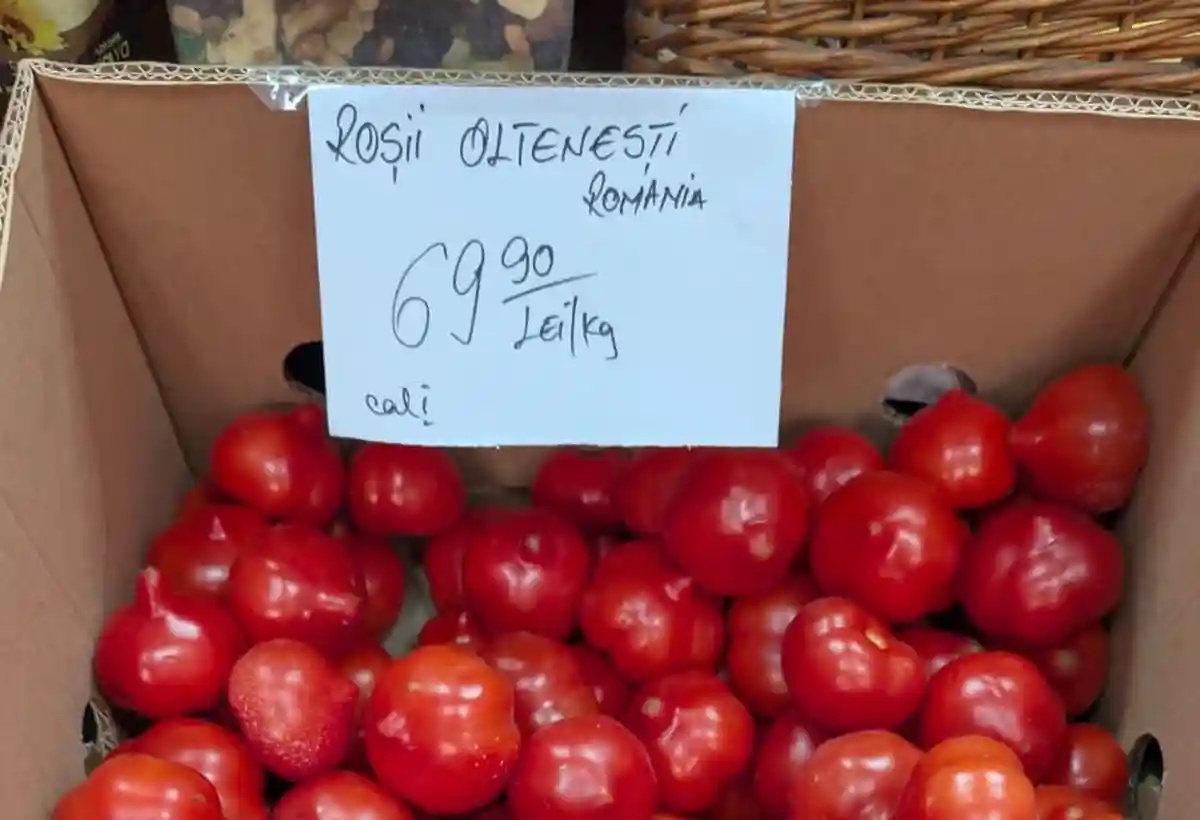 ROȘII OLTENEȘTI
ROMÂNIA
69 90
LEI/kg
cal i